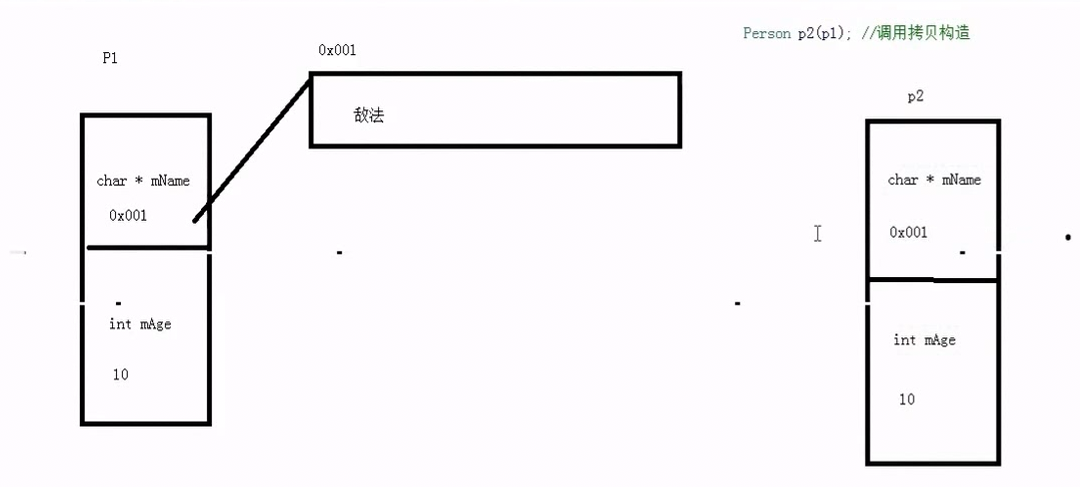 Person p2(p1); //调用拷贝构造
P1
char * mName
0x001
int mAge
10
0x001
敌法
p2
char * mName
0x001
int mAge
10